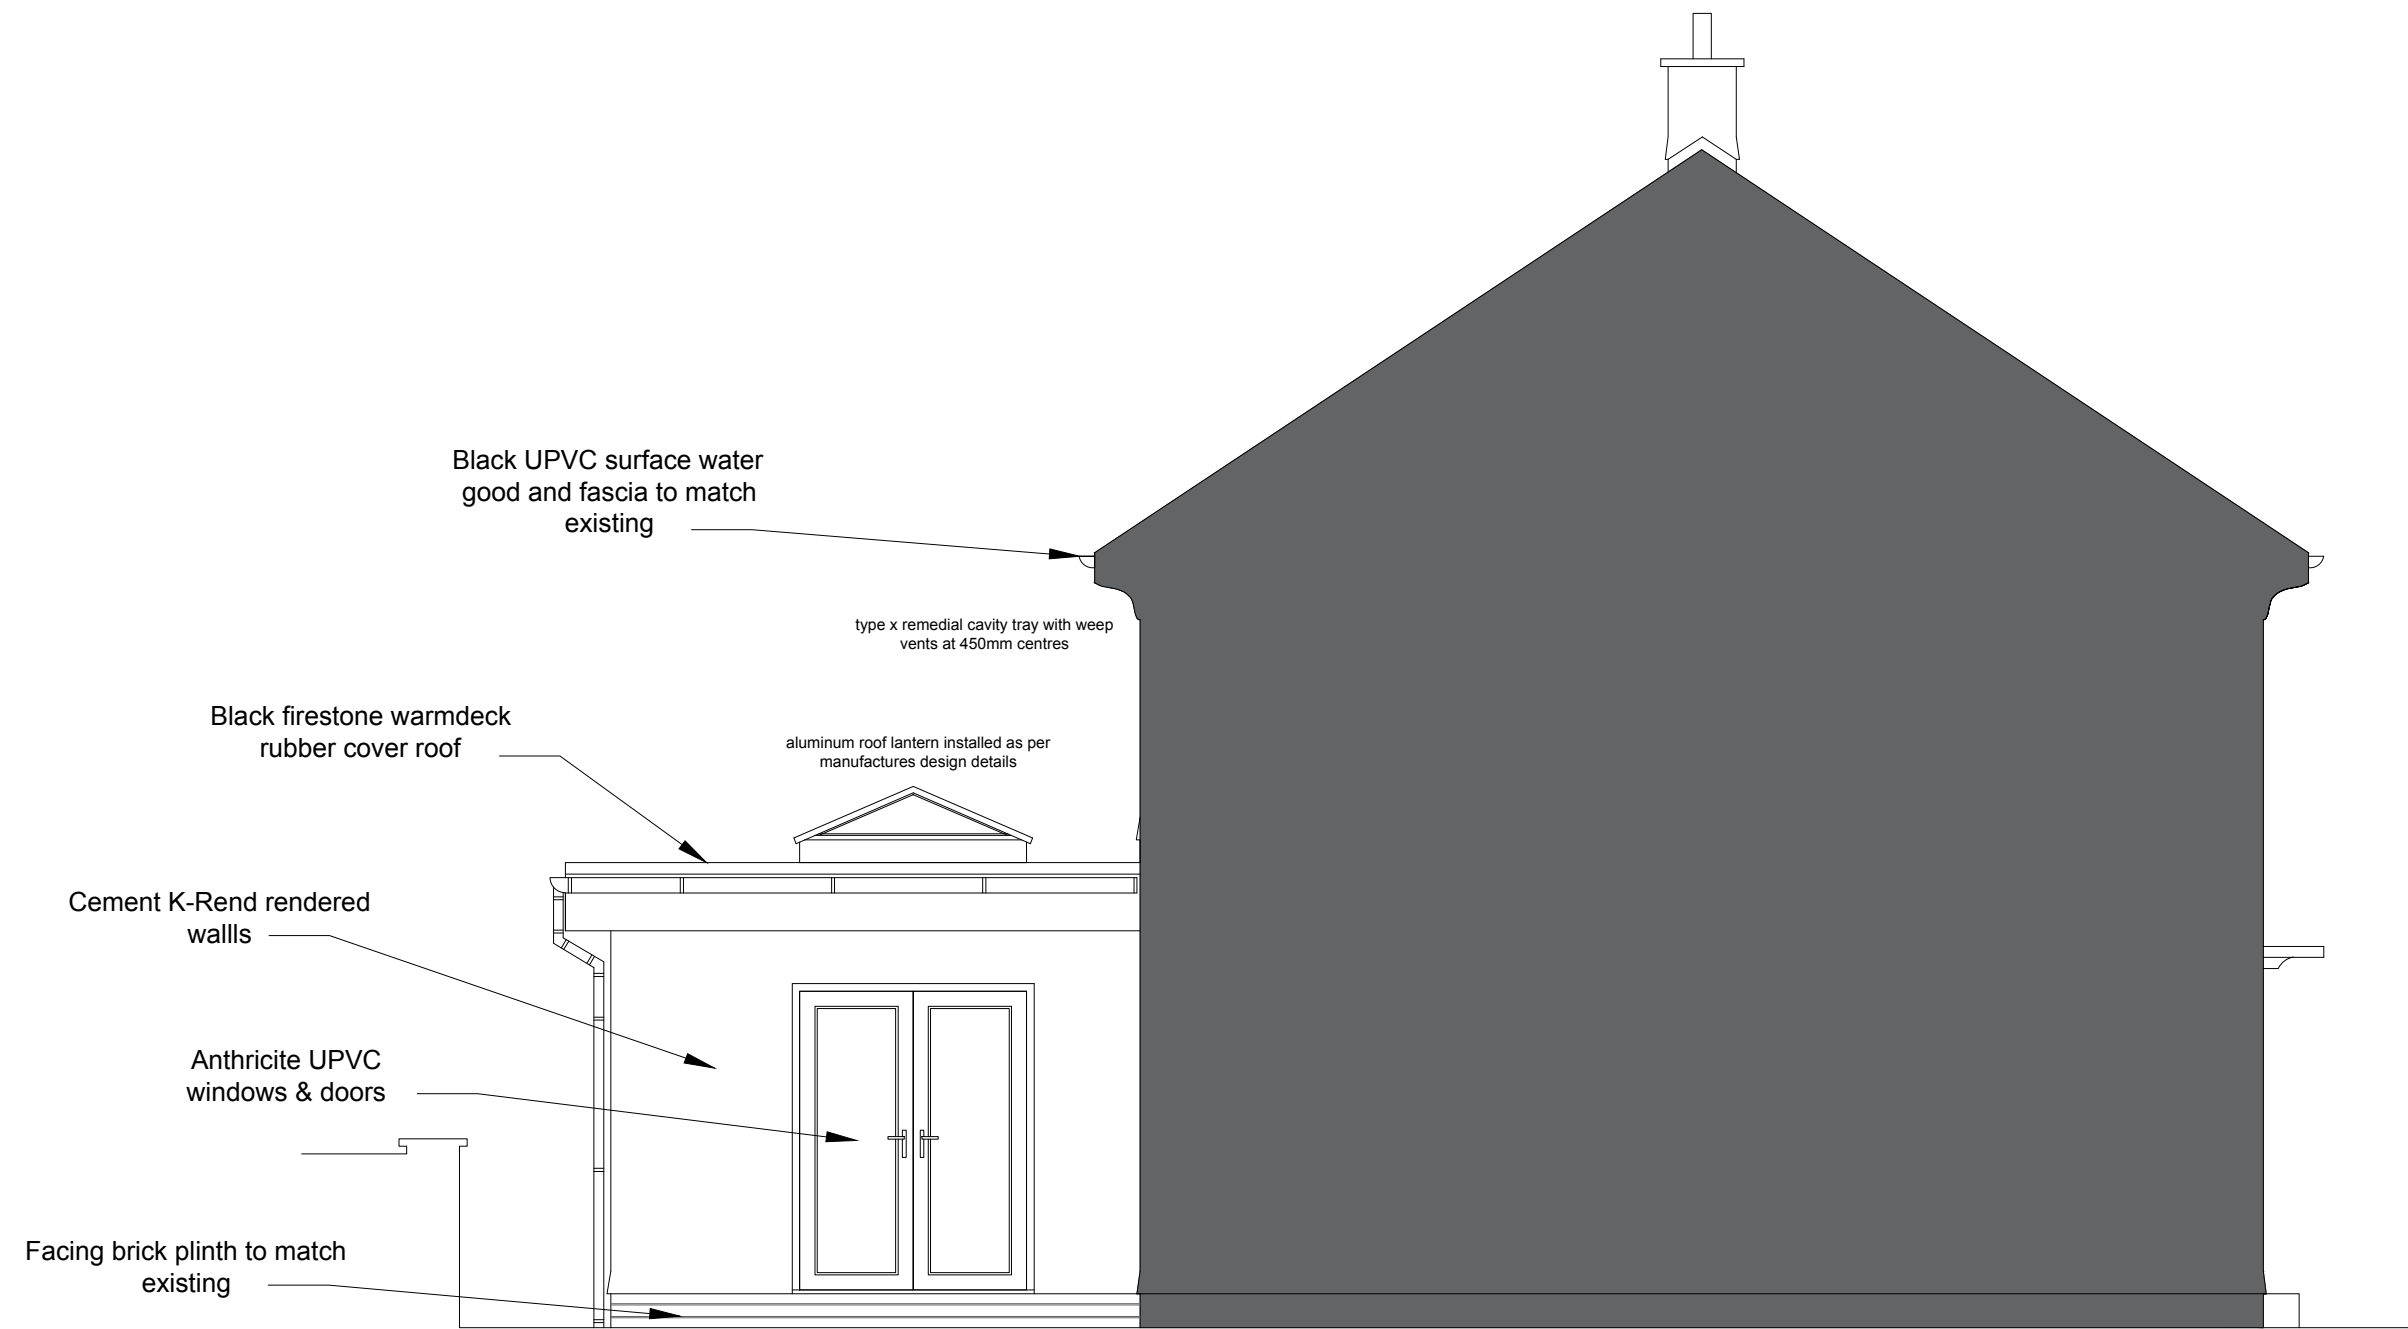 Black UPVC surface water
good and fascia to match
existing
type x remedial cavity tray with weep
vents at 450mm centres
Black firestone warmdeck
rubber cover roof
aluminum roof lantern installed as per
manufactures design details
Cement K-Rend rendered
wallls
Anthricite UPVC
windows & doors
Facing brick plinth to match
existing